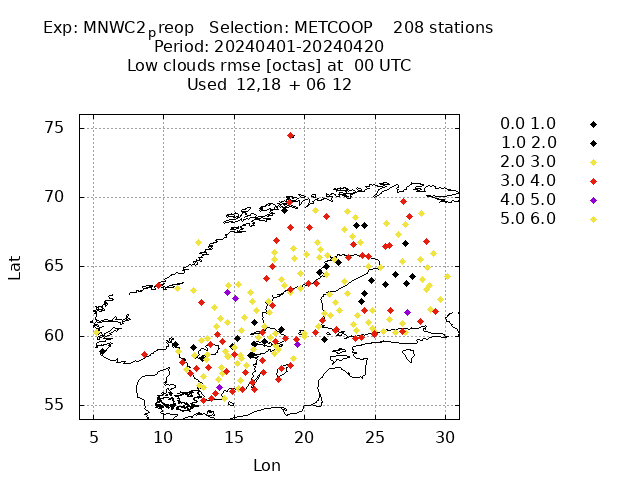 Exp: MNWC2preop   Selection: METCOOP    208 stations
Period: 20240401-20240420
Low clouds rmse [octas] at  00 UTC
Used  12,18 + 06 12
75
70
65
60
55
5 10 15 20 25 30
Lat
Lon
0.0 1.0
1.0 2.0
2.0 3.0
3.0 4.0
4.0 5.0
5.0 6.0